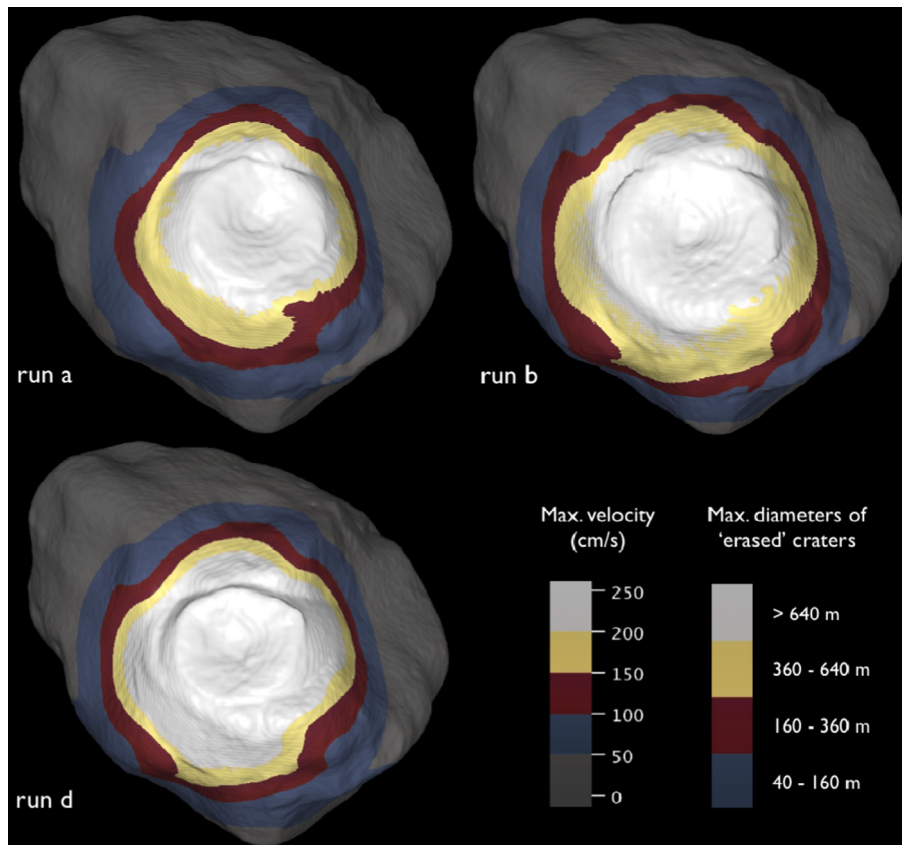 run a
run b
run d
Max. velocity
(cm/s)
250
200
150
100
50
0
Max. diameters of
‘erased’ craters
> 640 m
360 - 640 m
160 - 360 m
40 - 160 m